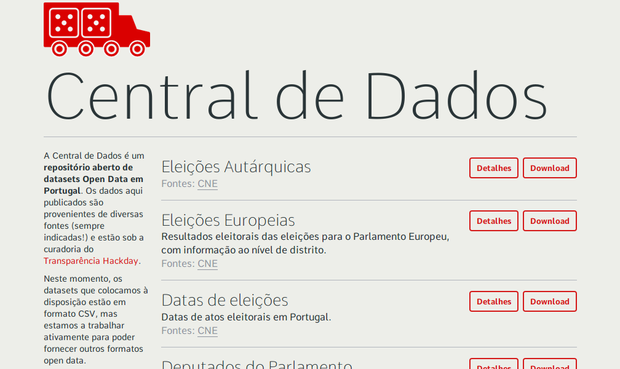 Central de Dados
A Central de Dados é um
repositório aberto de
datasets Open Data em
Portugal. Os dados aqui
publicados são
provenientes de diversas
fontes (sempre
indicadas!) e estão sob a
curadoria do
Transparência Hackday.
Neste momento, os
datasets que colocamos à
disposição estão em
formato CSV, mas
estamos a trabalhar
ativamente para poder
fornecer outros formatos
open data.
Eleições Autárquicas
Fontes: CNE
Detalhes Download
Eleições Europeias
Resultados eleitorais das eleições para o Parlamento Europeu,
com informação ao nível de distrito.
Fontes: CNE
Detalhes Download
Datas de eleições
Datas de atos eleitorais em Portugal.
Fontes: CNE
Detalhes Download
Deputados do Parlamento
Detalhes Download